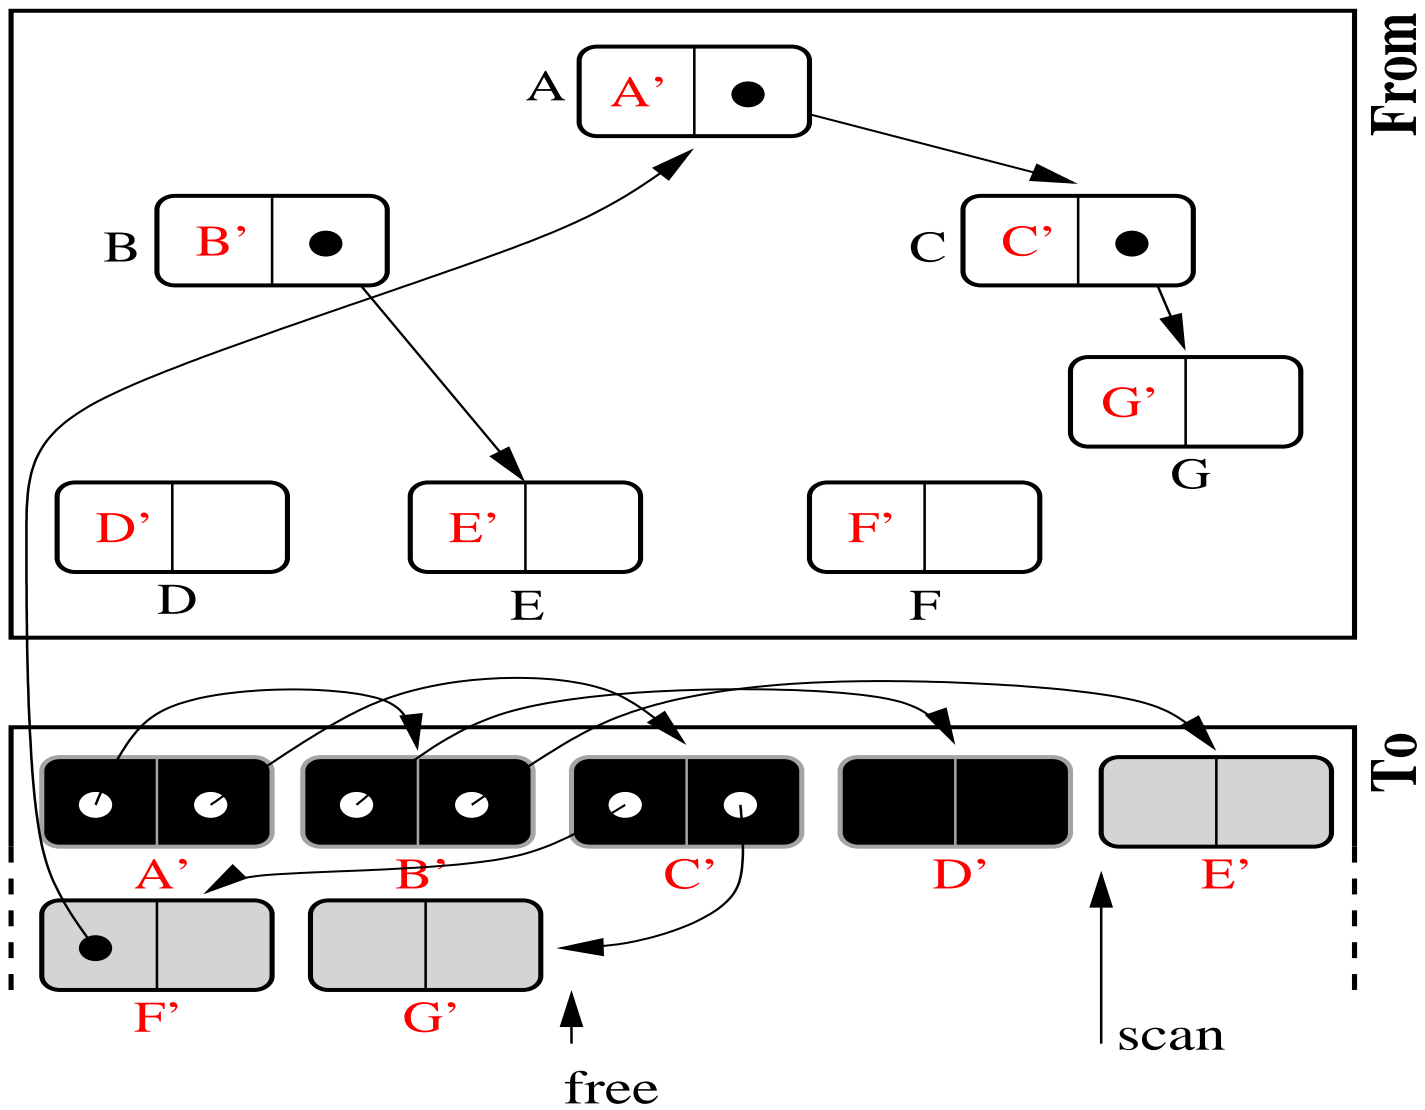 From
A A’
B B’
C C’
G’
G
D’ E’ F’
D E F
To
A’ B’ C’ D’ E’
F’ G’
scan
free